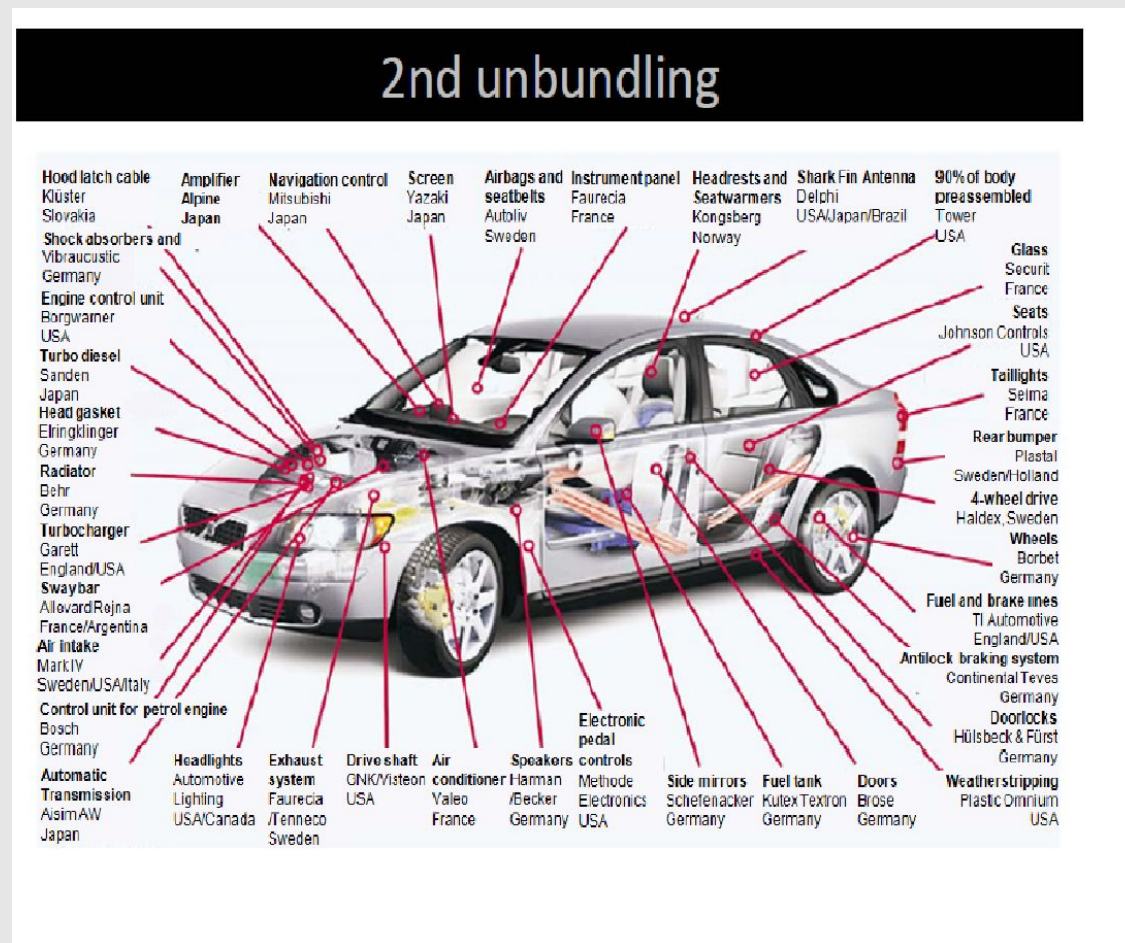 2nd unbundling
Hood latch cable
Klüster
Slovakia
Amplifier
Alpine
Japan
Navigation control
Mitsubishi
Japan
Screen
Yazaki
Japan
Airbags and
seatbelts
Autoliv
Sweden
Instrument panel
Faurecia
France
Headrests and
Seatwarmers
Kongsberg
Norway
Shark Fin Antenna
Delphi
USA/Japan/Brazil
90% of body
preassembled
Tower
USA
Shock absorbers and
Vibraucustic
Germany
Engine control unit
Borgwarner
USA
Turbo diesel
Sanden
Japan
Head gasket
Elringklinger
Germany
Radiator
Behr
Germany
Turbocharger
Garett
England/USA
Swaybar
Allevard Rejna
France/Argentina
Air intake
Mark IV
Sweden/USA/Italy
Control unit for petrol engine
Bosch
Germany
Automatic
Transmission
Aisim AW
Japan
Glass
Securit
France
Seats
Johnson Controls
USA
Taillights
Seima
France
Rear bumper
Plastal
Sweden/Holland
4-wheel drive
Haldex, Sweden
Wheels
Borbet
Germany
Fuel and brake lines
TI Automotive
England/USA
Antilock braking system
Continental Teves
Germany
Doorlocks
Hülsbeck & Fürst
Germany
Weatherstripping
Plastic Omnium
USA
Headlights
Automotive
Lighting
USA/Canada
Exhaust
system
Faurecia
/Tenneco
Sweden
Drive shaft
GNK/Visteon
USA
Air
conditioner
Valeo
France
Speakers
Harman
/Becker
Germany
Electronic
pedal
controls
Methode
Electronics
USA
Side mirrors
Schefenacker
Germany
Fuel tank
Kutex Textron
Germany
Doors
Brose
Germany